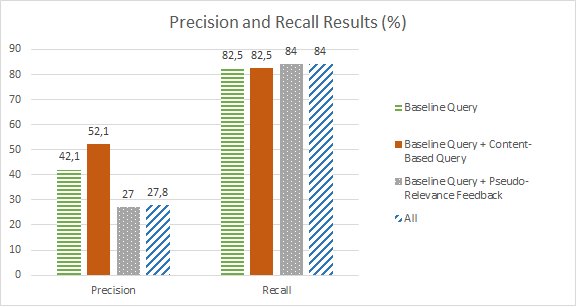 Precision and Recall Results (%)
90
80
70
60
50
40
30
20
10
0
42,1
52,1
27
27,8
82,5
82,5
84
84
Precision
Recall
Baseline Query
Baseline Query + Content-
Based Query
Baseline Query + Pseudo-
Relevance Feedback
All